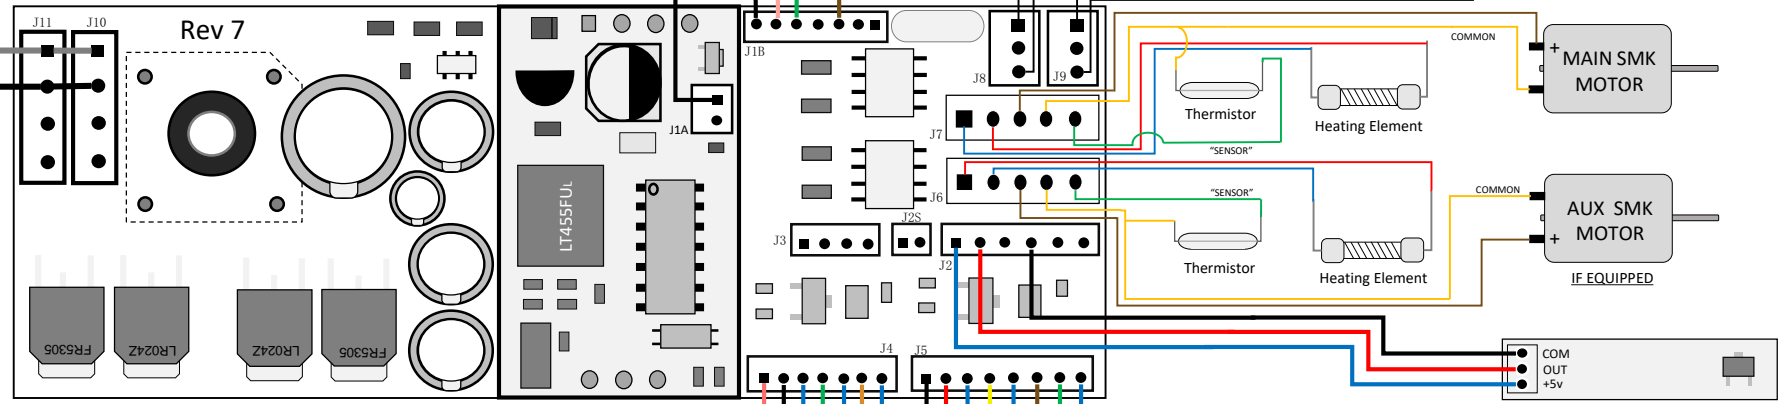 J11
J10
Rev 7
FR5305
LR024Z
LR024Z
FR5305
LT455FUL
J1A
J1B
J8
J9
J7
J6
J3
J2S
J2
J4
J5
COMMON
+
MAIN SMK
MOTOR
Thermistor
Heating Element
"SENSOR"
"SENSOR"
COMMON
AUX SMK
MOTOR
+
IF EQUIPPED
Thermistor
Heating Element
COM
OUT
+5v